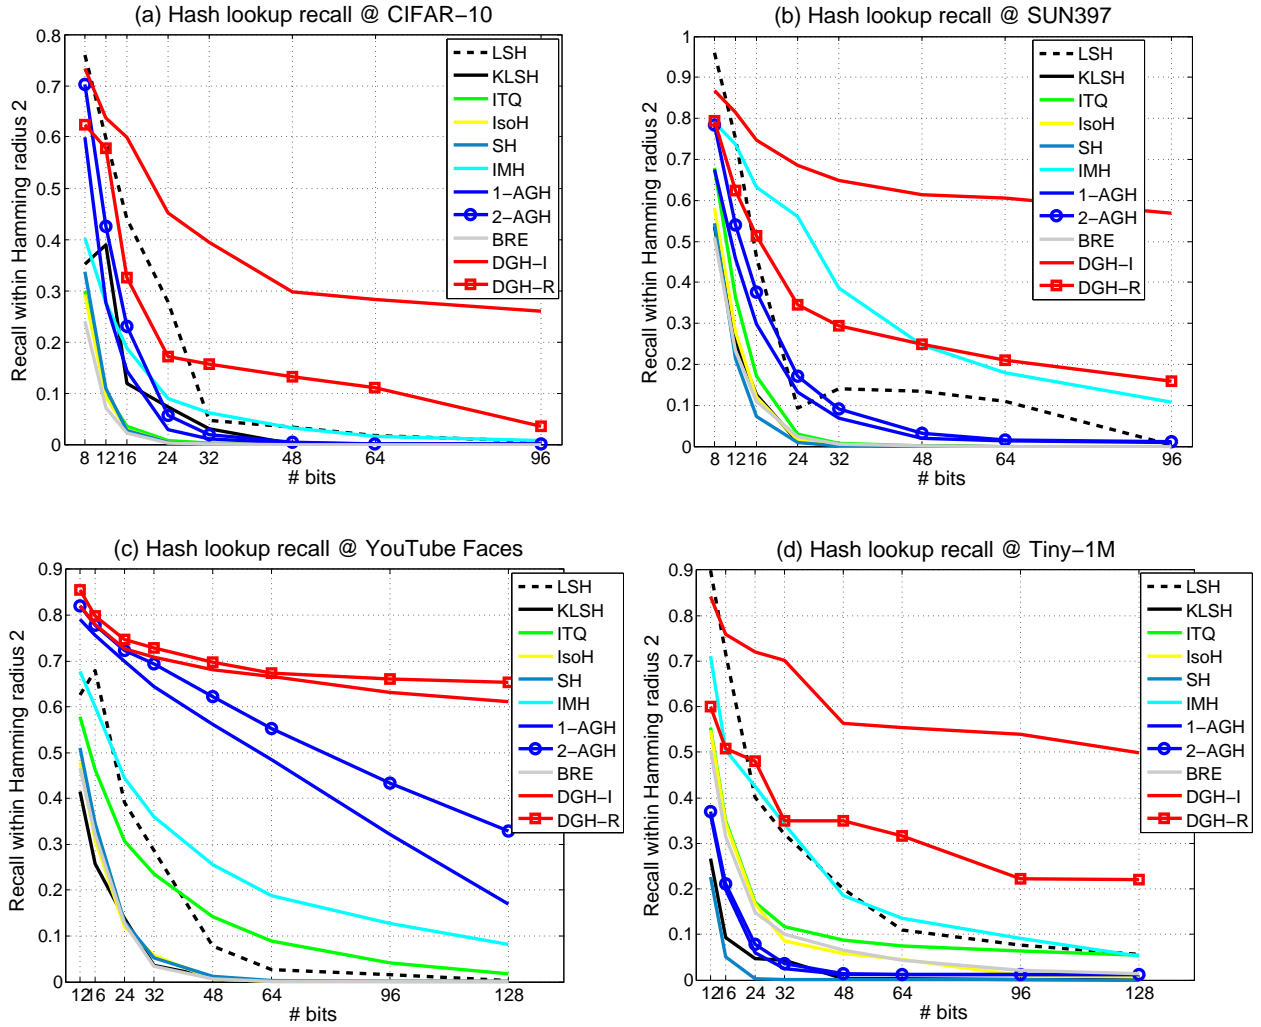 (a) Hash lookup recall @ CIFAR−10
Recall within Hamming radius 2
0.8
0.7
0.6
0.5
0.4
0.3
0.2
0.1
0
8 12 16 24 32 48 64 96
# bits
LSH
KLSH
ITQ
IsoH
SH
IMH
1−AGH
2−AGH
BRE
DGH−I
DGH−R
(b) Hash lookup recall @ SUN397
Recall within Hamming radius 2
1
0.9
0.8
0.7
0.6
0.5
0.4
0.3
0.2
0.1
0
8 12 16 24 32 48 64 96
# bits
LSH
KLSH
ITQ
IsoH
SH
IMH
1−AGH
2−AGH
BRE
DGH−I
DGH−R
(c) Hash lookup recall @ YouTube Faces
Recall within Hamming radius 2
0.9
0.8
0.7
0.6
0.5
0.4
0.3
0.2
0.1
0
12 16 24 32 48 64 96 128
# bits
LSH
KLSH
ITQ
IsoH
SH
IMH
1−AGH
2−AGH
BRE
DGH−I
DGH−R
(d) Hash lookup recall @ Tiny−1M
Recall within Hamming radius 2
0.9
0.8
0.7
0.6
0.5
0.4
0.3
0.2
0.1
0
12 16 24 32 48 64 96 128
# bits
LSH
KLSH
ITQ
IsoH
SH
IMH
1−AGH
2−AGH
BRE
DGH−I
DGH−R